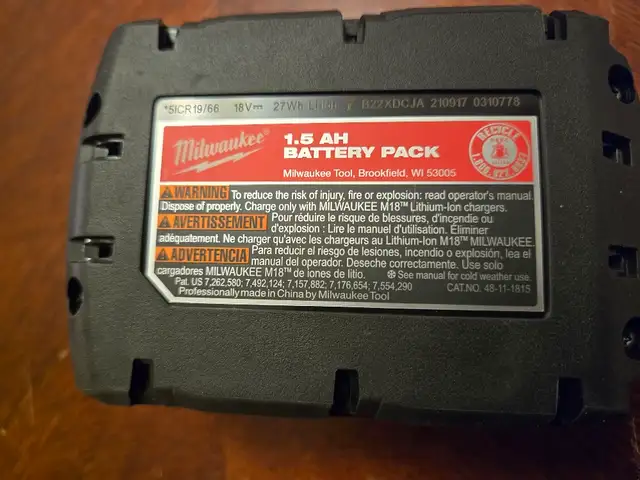 *5ICR19/66 18V⎓ 27Wh B22XDCJA 210917 0310778
Milwaukee®
1.5 AH
BATTERY PACK
Milwaukee Tool, Brookfield, WI 53005
RECYCLE
RBRC
1.800.822.8837
WARNING To reduce the risk of injury, fire or explosion: read operator's manual.
Dispose of properly. Charge only with MILWAUKEE M18™ Lithium-Ion chargers.
AVERTISSEMENT Pour réduire le risque de blessures, d'incendie ou
d'explosion : Lire le manuel d'utilisation. Éliminer
adéquatement. Ne charger qu'avec les chargeurs au Lithium-Ion M18™ MILWAUKEE.
ADVERTENCIA Para reducir el riesgo de lesiones, incendio o explosión, lea el
manual del operador. Deseche correctamente. Use solo
cargadores MILWAUKEE M18™ de iones de litio.
See manual for cold weather use.
Pat. US 7,262,580; 7,492,124; 7,157,882; 7,176,654; 7,554,290
CAT.NO. 48-11-1815
Professionally made in China by Milwaukee Tool